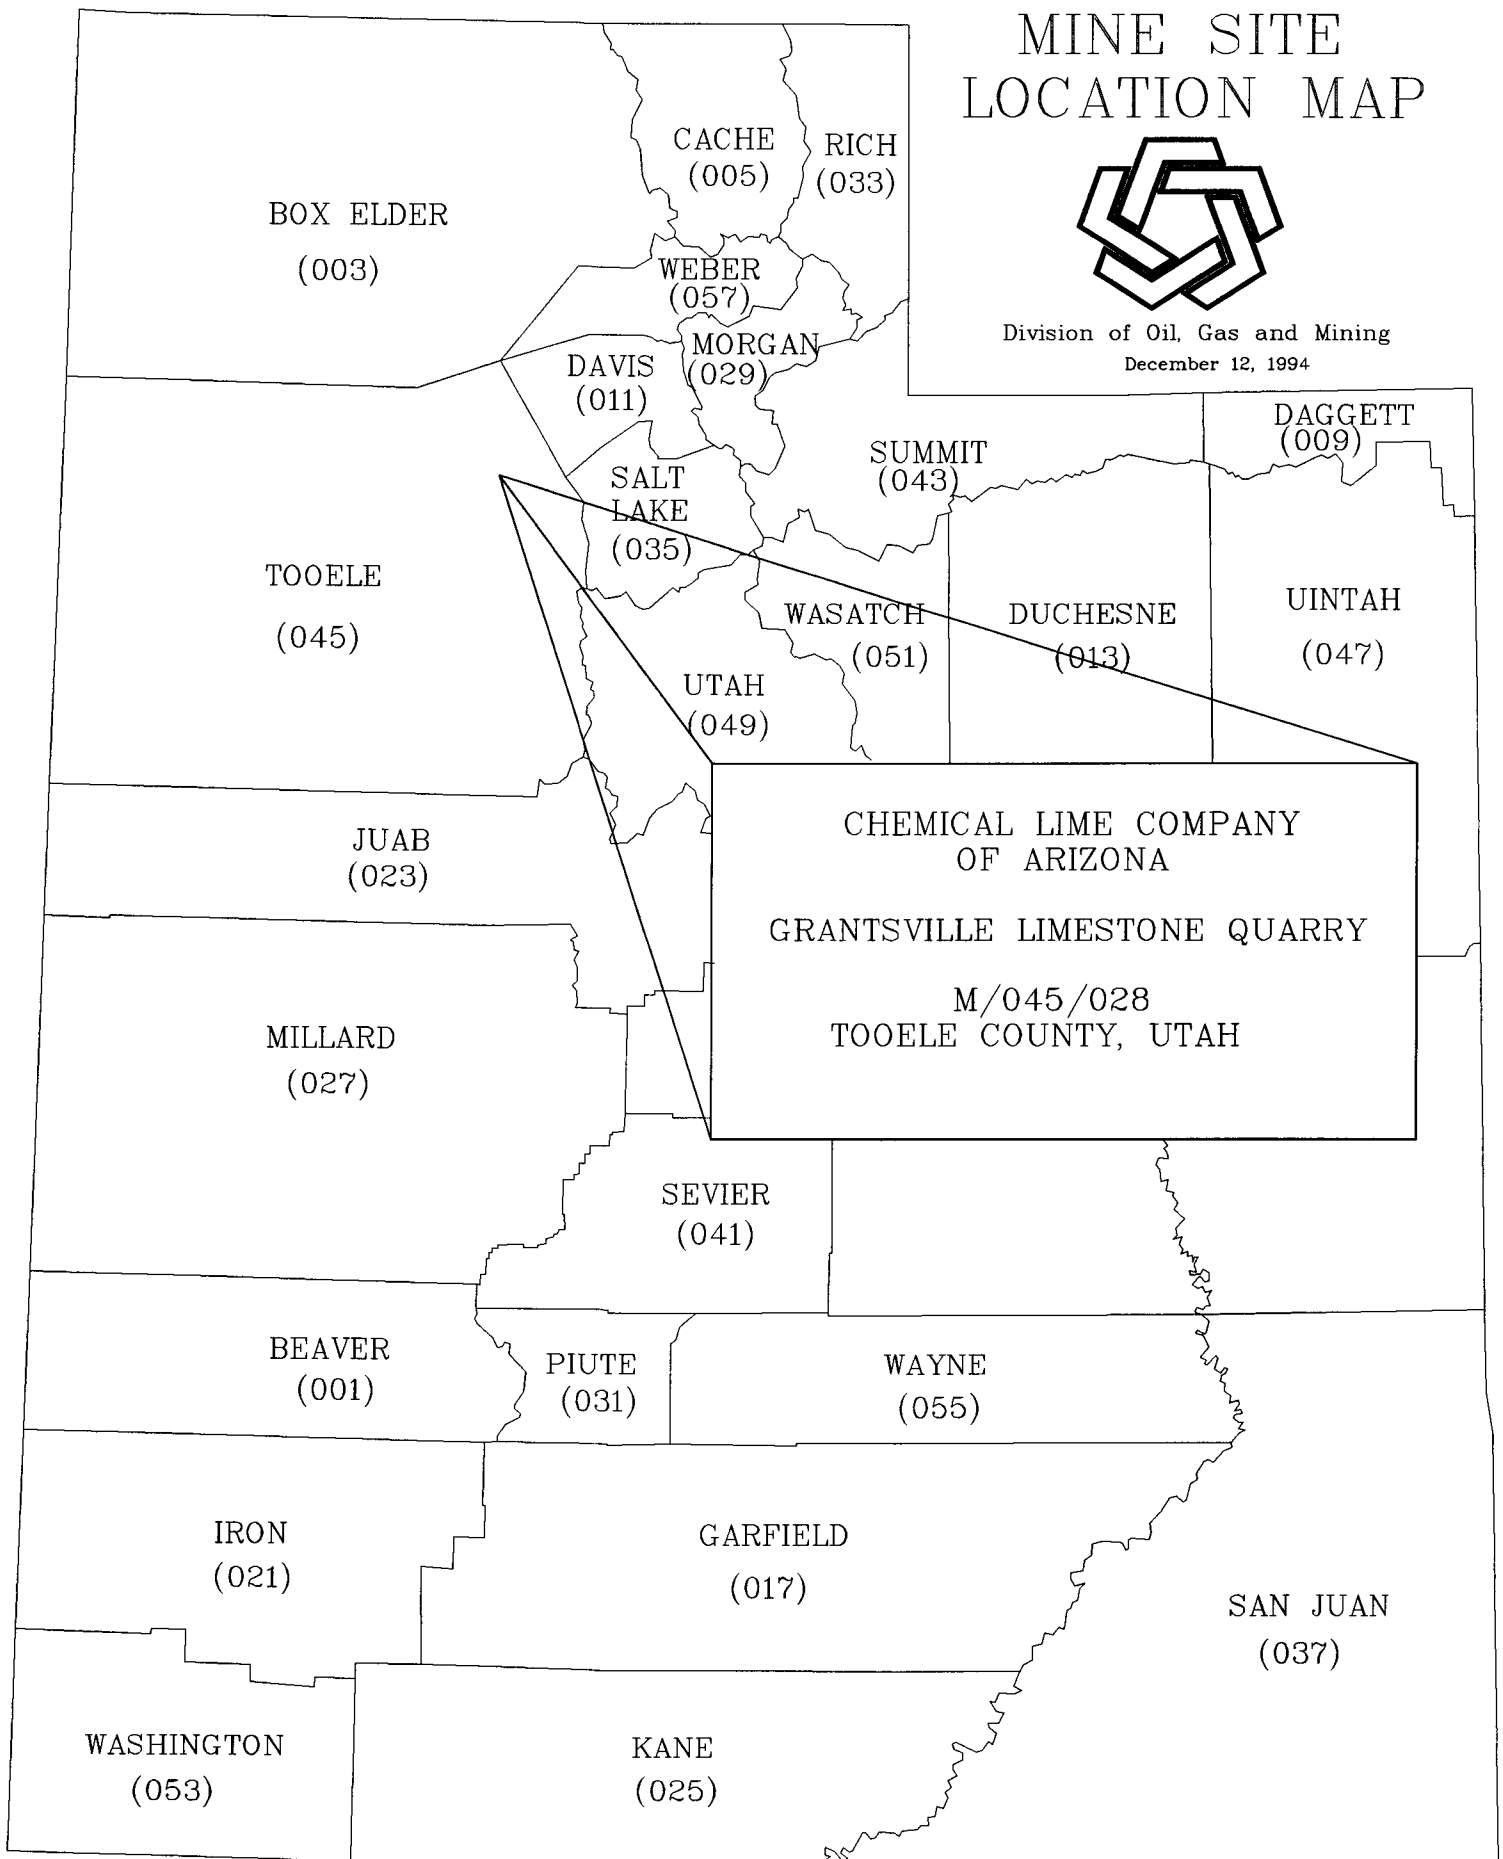 MINE SITE
LOCATION MAP
Division of Oil, Gas and Mining
December 12, 1994
CACHE
(005)
RICH
(033)
BOX ELDER
(003)
WEBER
(057)
MORGAN
(029)
DAVIS
(011)
DAGGETT
(009)
SUMMIT
(043)
SALT
LAKE
(035)
TOOELE
(045)
WASATCH
(051)
DUCHESNE
(013)
UINTAH
(047)
UTAH
(049)
JUAB
(023)
CHEMICAL LIME COMPANY
OF ARIZONA
GRANTSVILLE LIMESTONE QUARRY
M/045/028
TOOELE COUNTY, UTAH
MILLARD
(027)
SEVIER
(041)
BEAVER
(001)
PIUTE
(031)
WAYNE
(055)
IRON
(021)
GARFIELD
(017)
SAN JUAN
(037)
WASHINGTON
(053)
KANE
(025)